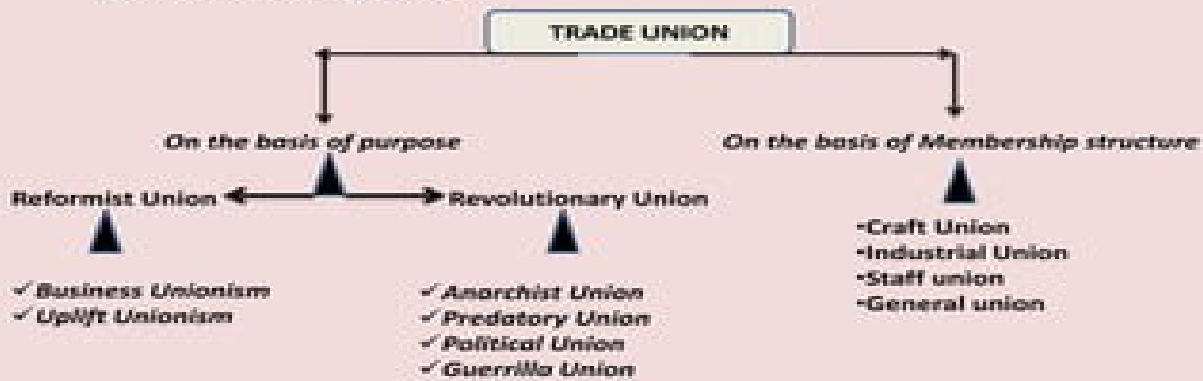 TRADE UNION
On the basis of purpose
On the basis of Membership structure
Reformist Union
Revolutionary Union
✓ Business Unionism
✓ Uplift Unionism
✓ Anarchist Union
✓ Predatory Union
✓ Political Union
✓ Guerrilla Union
•Craft Union
•Industrial Union
•Staff union
•General union